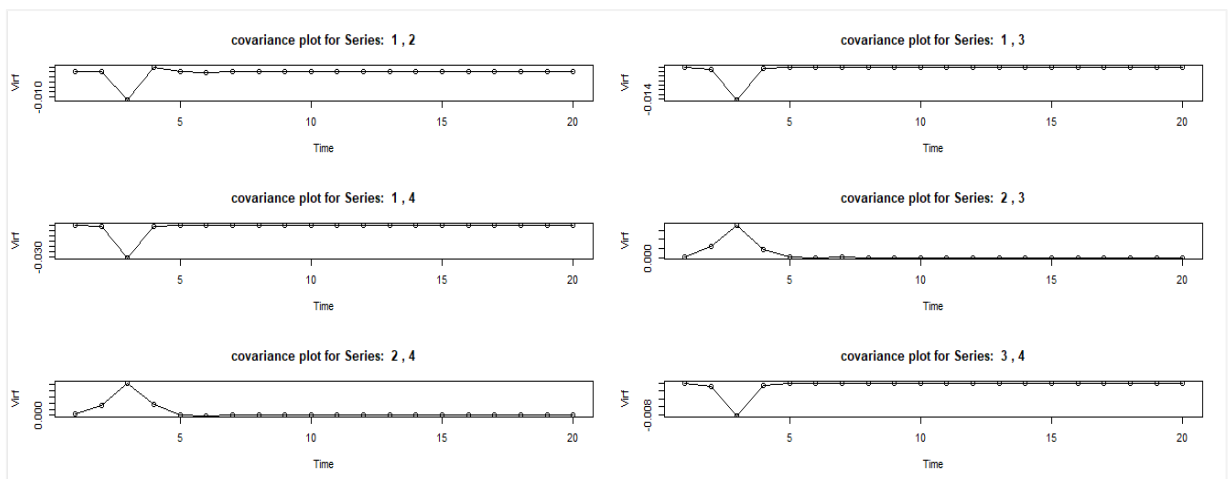 covariance plot for Series: 1 , 2
Virf
-0.010
5 10 15 20
Time
covariance plot for Series: 1 , 3
Virf
-0.014
5 10 15 20
Time
covariance plot for Series: 1 , 4
Virf
-0.030
5 10 15 20
Time
covariance plot for Series: 2 , 3
Virf
0.000
5 10 15 20
Time
covariance plot for Series: 2 , 4
Virf
0.000
5 10 15 20
Time
covariance plot for Series: 3 , 4
Virf
-0.008
5 10 15 20
Time